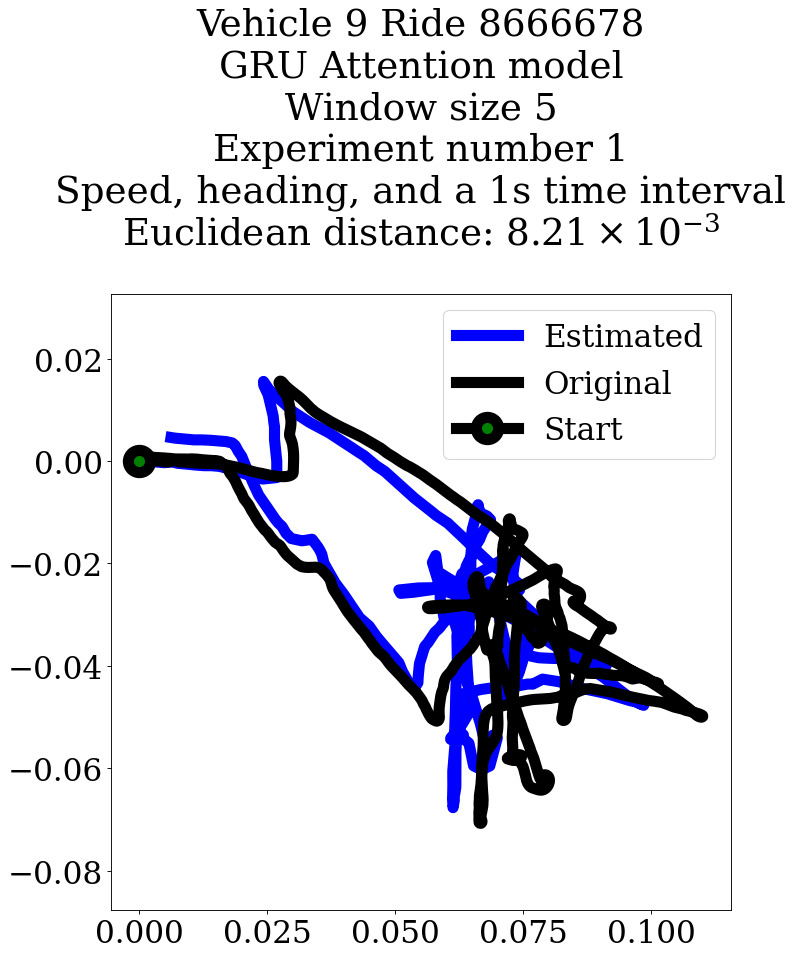 Vehicle 9 Ride 8666678
GRU Attention model
Window size 5
Experiment number 1
Speed, heading, and a 1s time interval
Euclidean distance: 8.21 × 10⁻³
Estimated
Original
Start
0.02
0.00
−0.02
−0.04
−0.06
−0.08
0.000 0.025 0.050 0.075 0.100